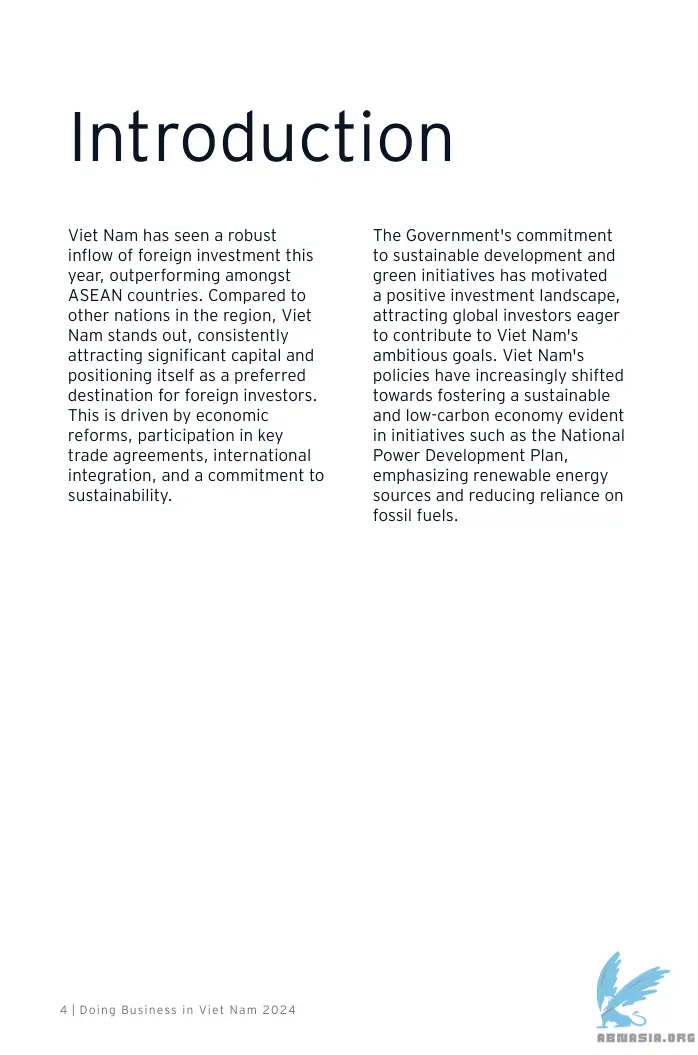 Introduction
Viet Nam has seen a robust
inflow of foreign investment this
year, outperforming amongst
ASEAN countries. Compared to
other nations in the region, Viet
Nam stands out, consistently
attracting significant capital and
positioning itself as a preferred
destination for foreign investors.
This is driven by economic
reforms, participation in key
trade agreements, international
integration, and a commitment to
sustainability.
The Government's commitment
to sustainable development and
green initiatives has motivated
a positive investment landscape,
attracting global investors eager
to contribute to Viet Nam's
ambitious goals. Viet Nam's
policies have increasingly shifted
towards fostering a sustainable
and low-carbon economy evident
in initiatives such as the National
Power Development Plan,
emphasizing renewable energy
sources and reducing reliance on
fossil fuels.
4 | Doing Business in Viet Nam 2024
ABMASIA.ORG